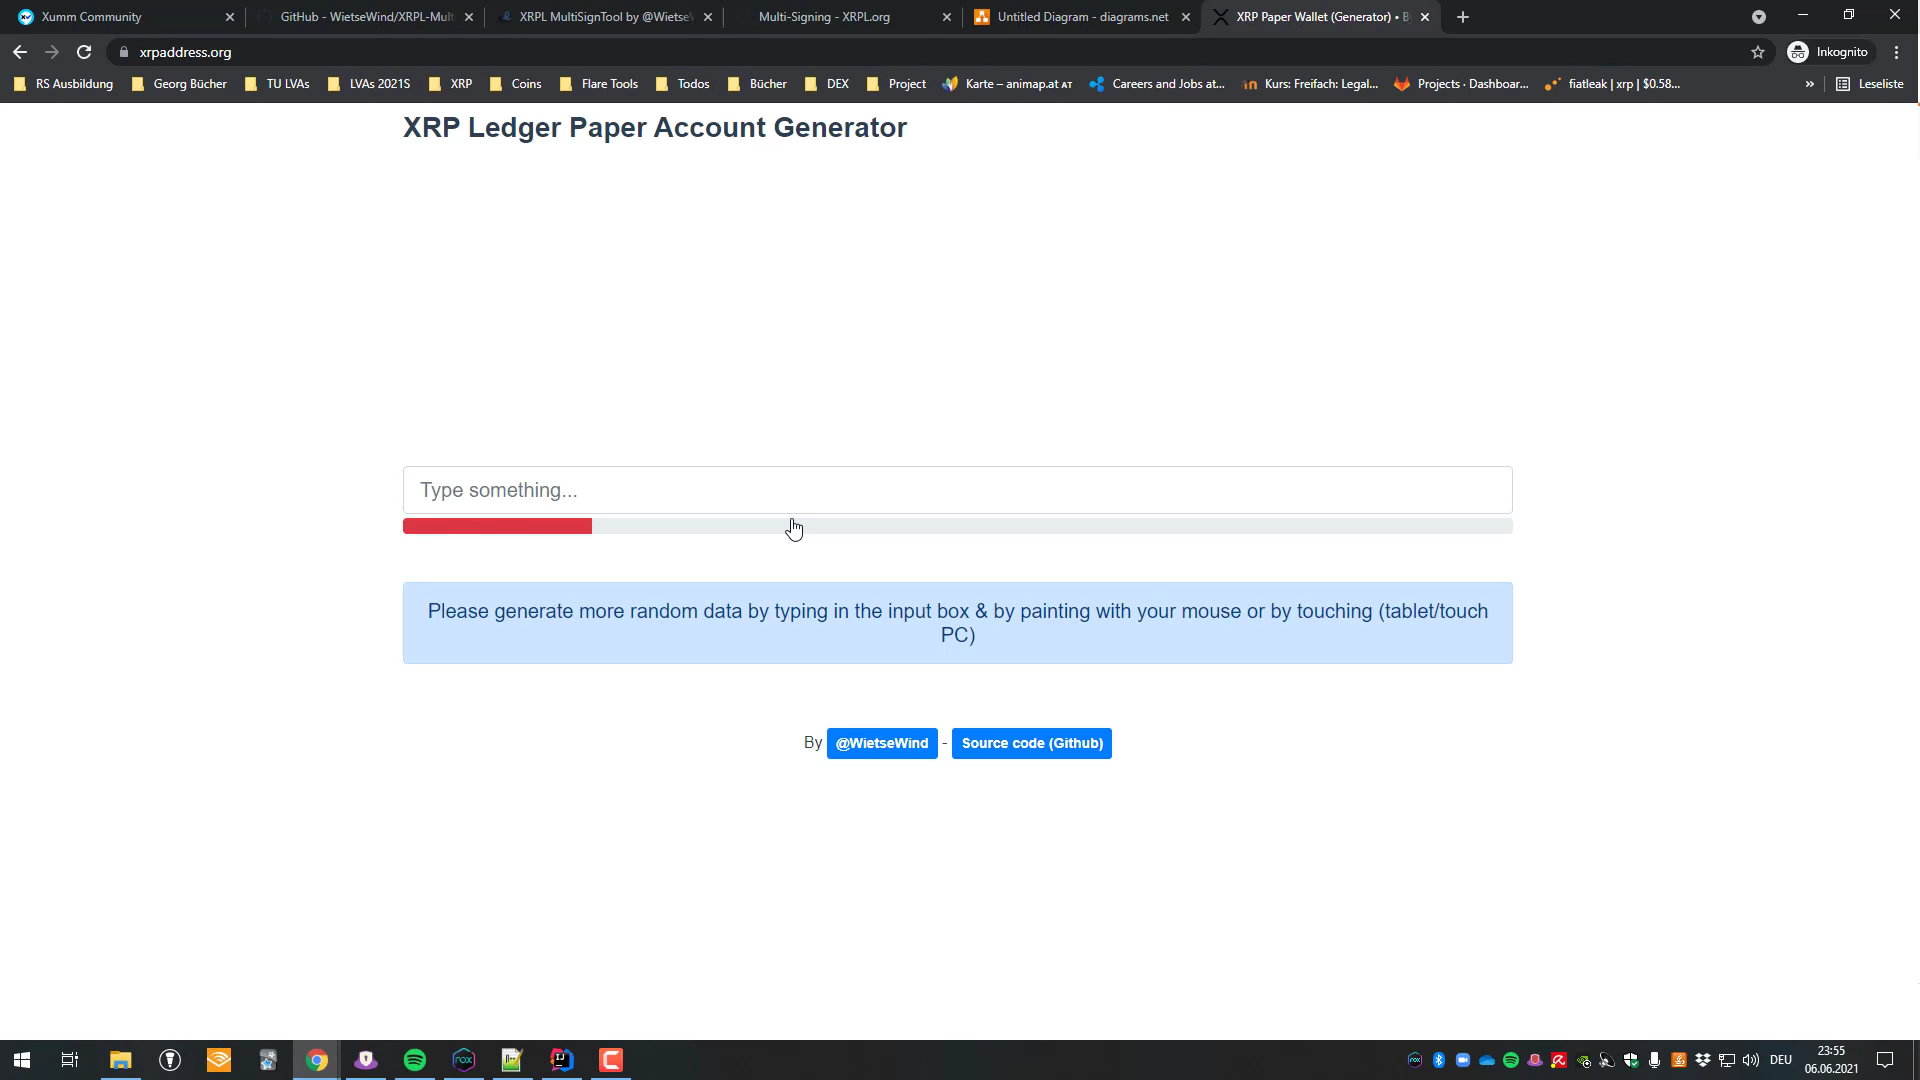 Xumm Community
GitHub - WietseWind/XRPL-Mult
XRPL MultiSignTool by @WietseW
Multi-Signing - XRPL.org
Untitled Diagram - diagrams.net
XRP Paper Wallet (Generator) • B
xrpaddress.org
Inkognito
RS Ausbildung
Georg Bücher
TU LVAs
LVAs 2021S
XRP
Coins
Flare Tools
Todos
Bücher
DEX
Project
Karte – animap.at AT
Careers and Jobs at...
Kurs: Freifach: Legal...
Projects · Dashboar...
fiatleak | xrp | $0.58...
»
Leseliste
XRP Ledger Paper Account Generator
Type something...
Please generate more random data by typing in the input box & by painting with your mouse or by touching (tablet/touch
PC)
By @WietseWind - Source code (Github)
DEU
23:55
06.06.2021